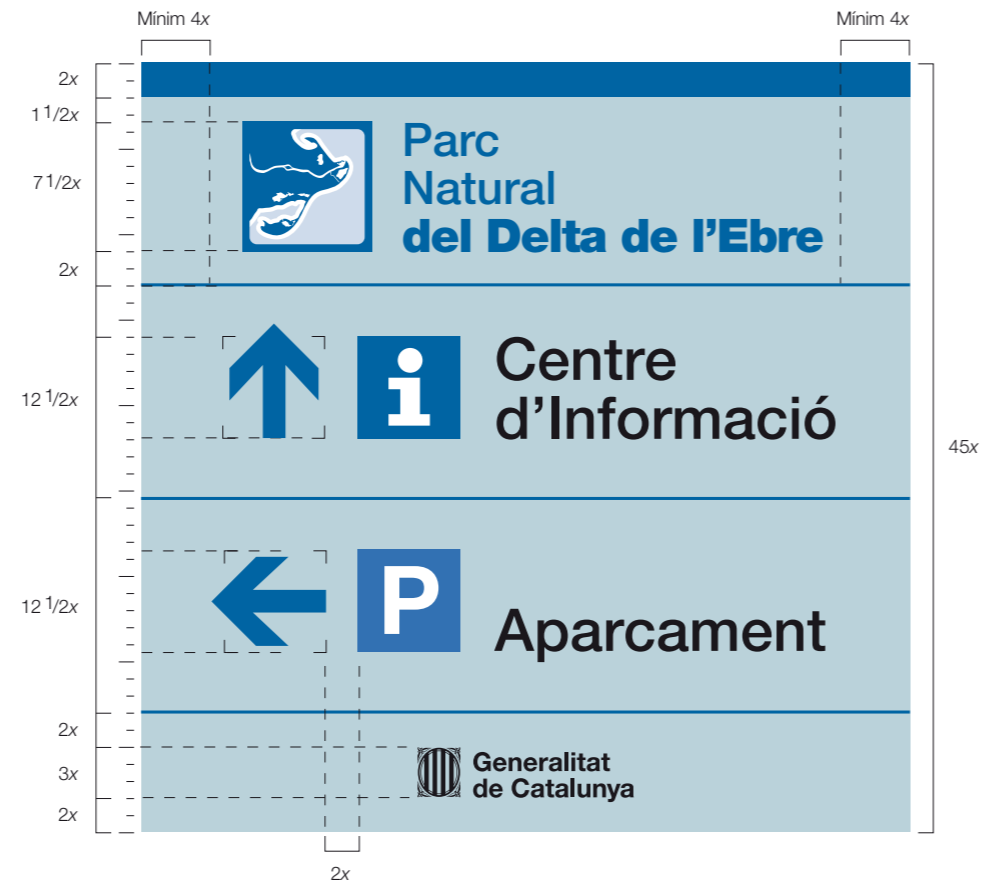 Mínim 4x
Mínim 4x
2x
1 1/2x
7 1/2x
2x
Parc
Natural
del Delta de l’Ebre
12 1/2x
i
Centre
d’Informació
45x
12 1/2x
P
Aparcament
2x
3x
2x
Generalitat
de Catalunya
2x